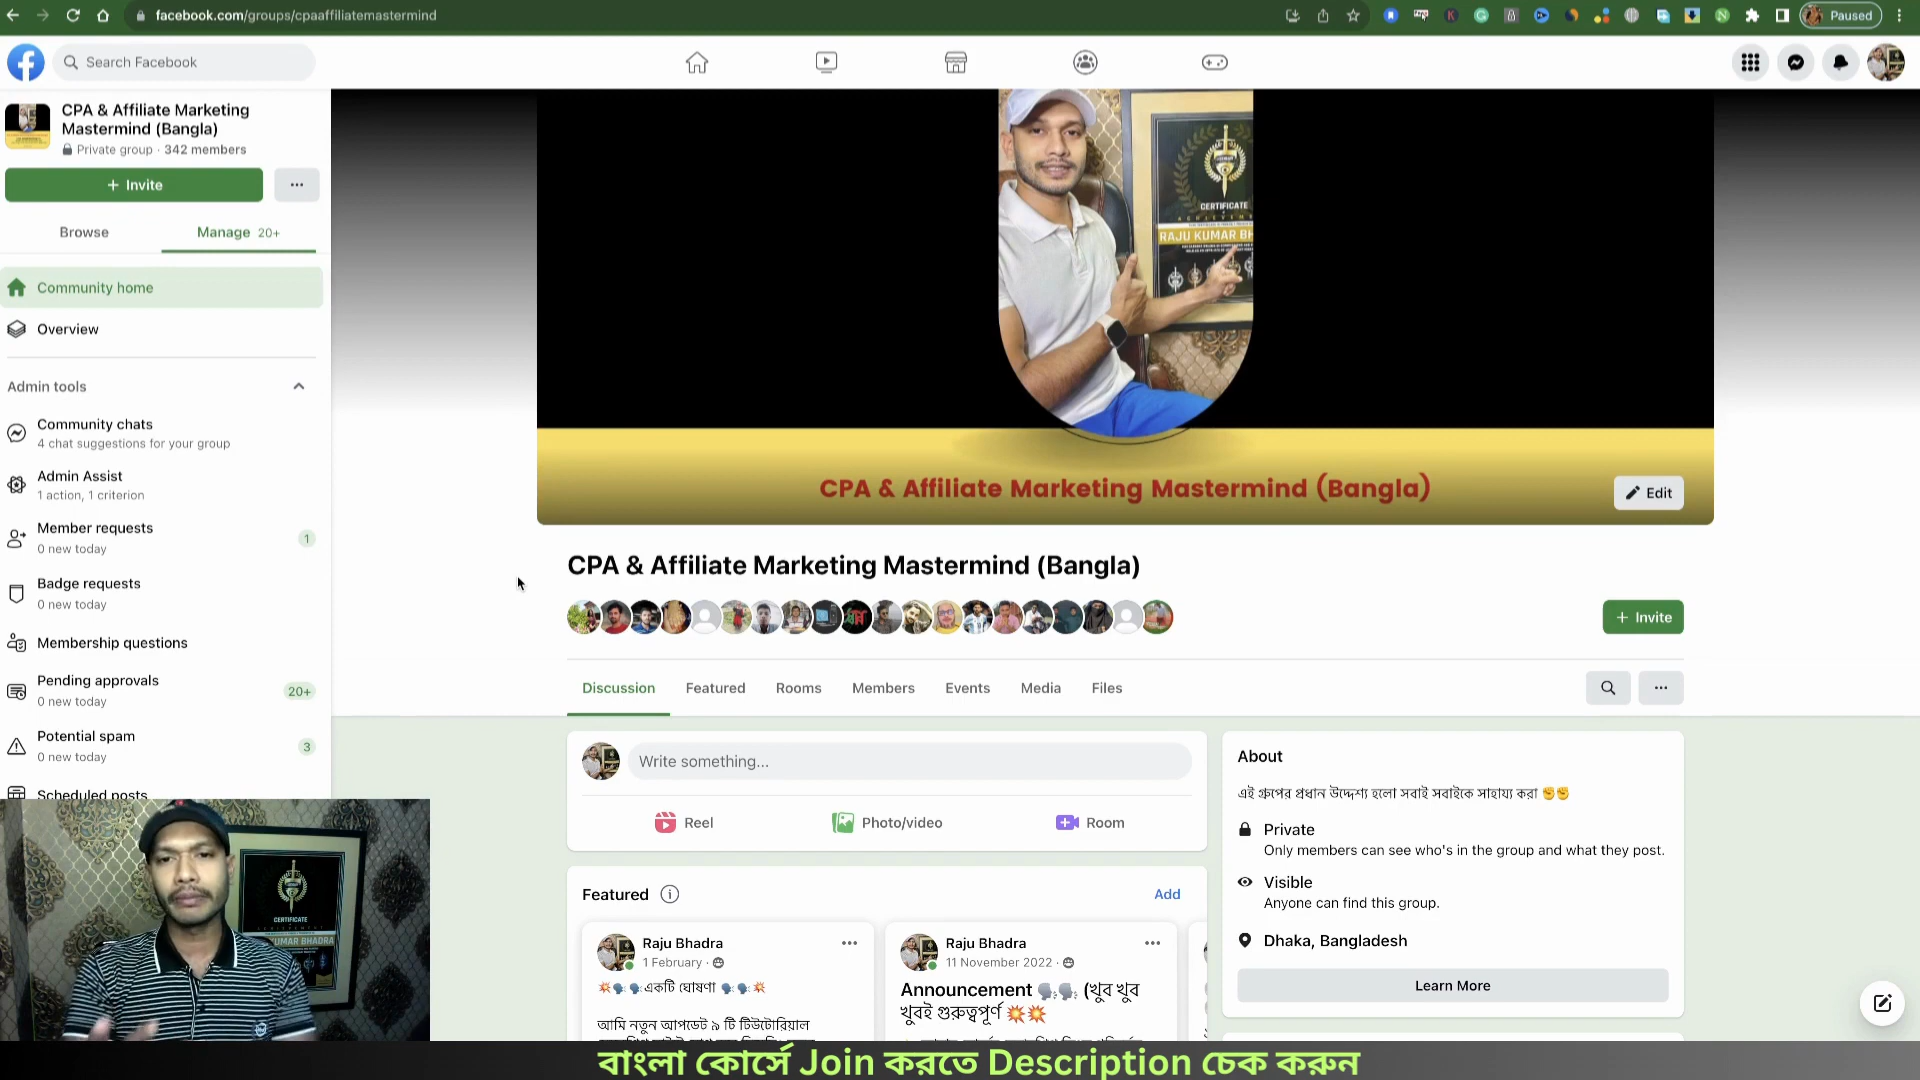 facebook.com/groups/cpaaffiliatemastermind
Paused
Search Facebook
CPA & Affiliate Marketing
Mastermind (Bangla)
Private group · 342 members
+ Invite
Browse
Manage 20+
Community home
Overview
Admin tools
Community chats
4 chat suggestions for your group
Admin Assist
1 action, 1 criterion
Member requests
0 new today
1
Badge requests
0 new today
Membership questions
Pending approvals
0 new today
20+
Potential spam
0 new today
3
Scheduled posts
CERTIFICATE
RAJU KUMAR BH
CPA & Affiliate Marketing Mastermind (Bangla)
Edit
CPA & Affiliate Marketing Mastermind (Bangla)
+ Invite
Discussion
Featured
Rooms
Members
Events
Media
Files
Write something...
Reel
Photo/video
Room
Featured
Add
Raju Bhadra
1 February ·
💥🗣️🗣️একটি ঘোষণা 🗣️🗣️💥
আমি নতুন আপডেট ৯ টি টিউটোরিয়াল
Raju Bhadra
11 November 2022 ·
Announcement 🗣️🗣️ (খুব খুব
খুবই গুরুত্বপূর্ণ 💥💥
About
এই গ্রুপের প্রধান উদ্দেশ্য হলো সবাই সবাইকে সাহায্য করা ✊✊
Private
Only members can see who's in the group and what they post.
Visible
Anyone can find this group.
Dhaka, Bangladesh
Learn More
CERTIFICATE
KUMAR BHADRA
বাংলা কোর্সে Join করতে Description চেক করুন